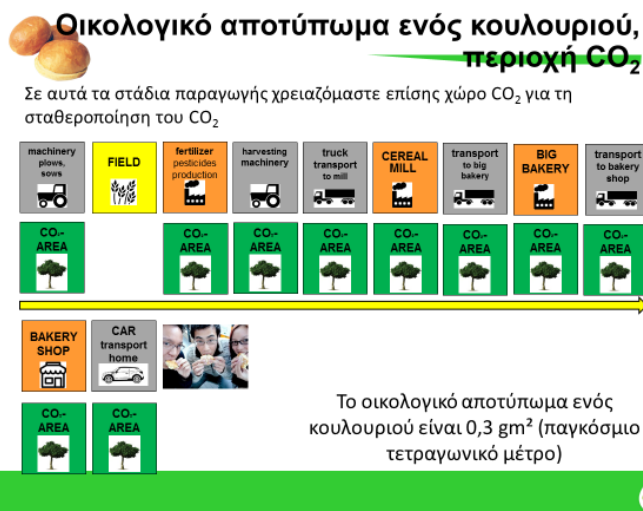 Οικολογικό αποτύπωμα ενός κουλουριού,
περιοχή CO₂
Σε αυτά τα στάδια παραγωγής χρειαζόμαστε επίσης χώρο CO₂ για τη
σταθεροποίηση του CO₂
machinery
plows,
sows
FIELD
fertilizer
pesticides
production
harvesting
machinery
truck
transport
to mill
CEREAL
MILL
transport
to big
bakery
BIG
BAKERY
transport
to bakery
shop
CO₂-
AREA
CO₂-
AREA
CO₂-
AREA
CO₂-
AREA
CO₂-
AREA
CO₂-
AREA
CO₂-
AREA
CO₂-
AREA
BAKERY
SHOP
CAR
transport
home
CO₂-
AREA
CO₂-
AREA
Το οικολογικό αποτύπωμα ενός
κουλουριού είναι 0,3 gm² (παγκόσμιο
τετραγωνικό μέτρο)